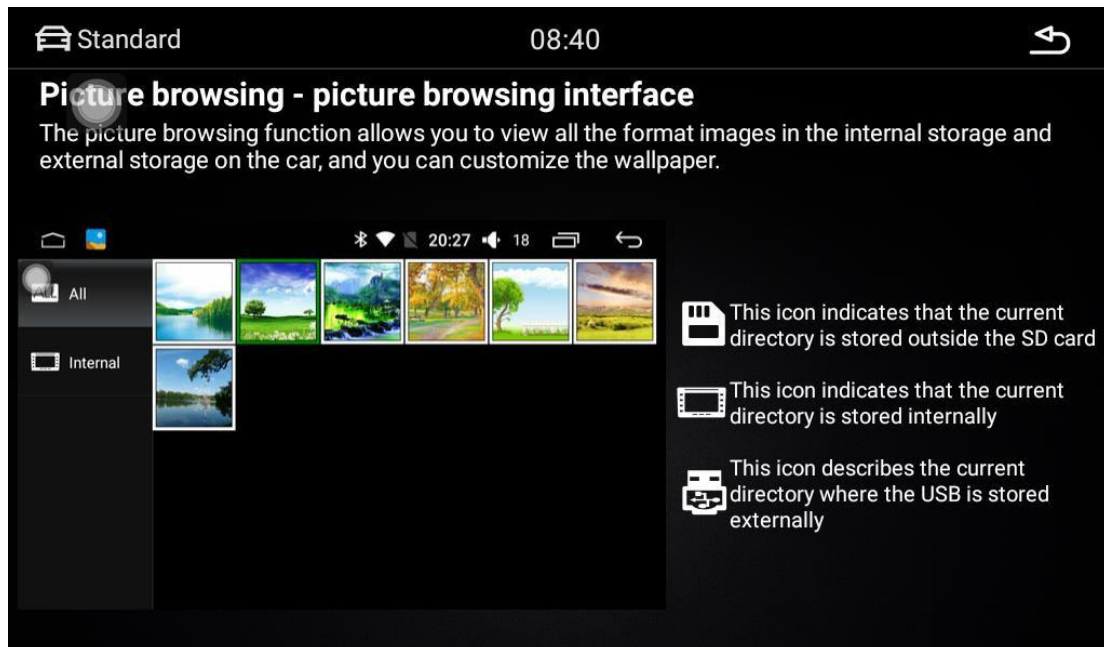 Standard
08:40
Picture browsing - picture browsing interface
The picture browsing function allows you to view all the format images in the internal storage and
external storage on the car, and you can customize the wallpaper.
20:27 18
ALL All
Internal
This icon indicates that the current
directory is stored outside the SD card
This icon indicates that the current
directory is stored internally
This icon describes the current
directory where the USB is stored
externally